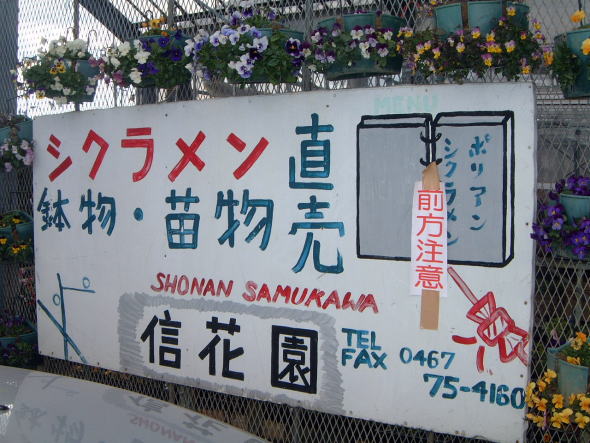 シクラメン
鉢物・苗物
直売
MENU
ポリアン
シクラメン
前方注意
SHONAN SAMUKAWA
信花園
TEL
FAX 0467
75-4160